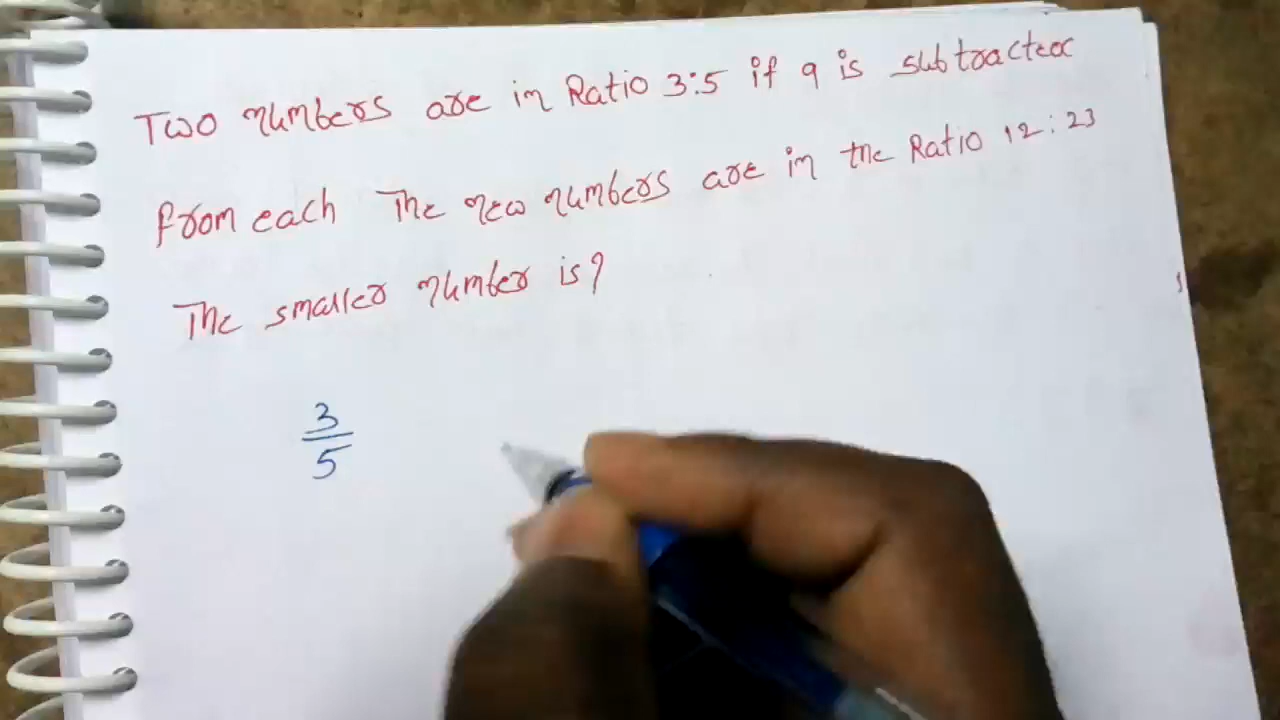 Two numbers are in Ratio 3:5 if 9 is subtracted
from each The new numbers are in the Ratio 12:23
The smaller number is?
3
5